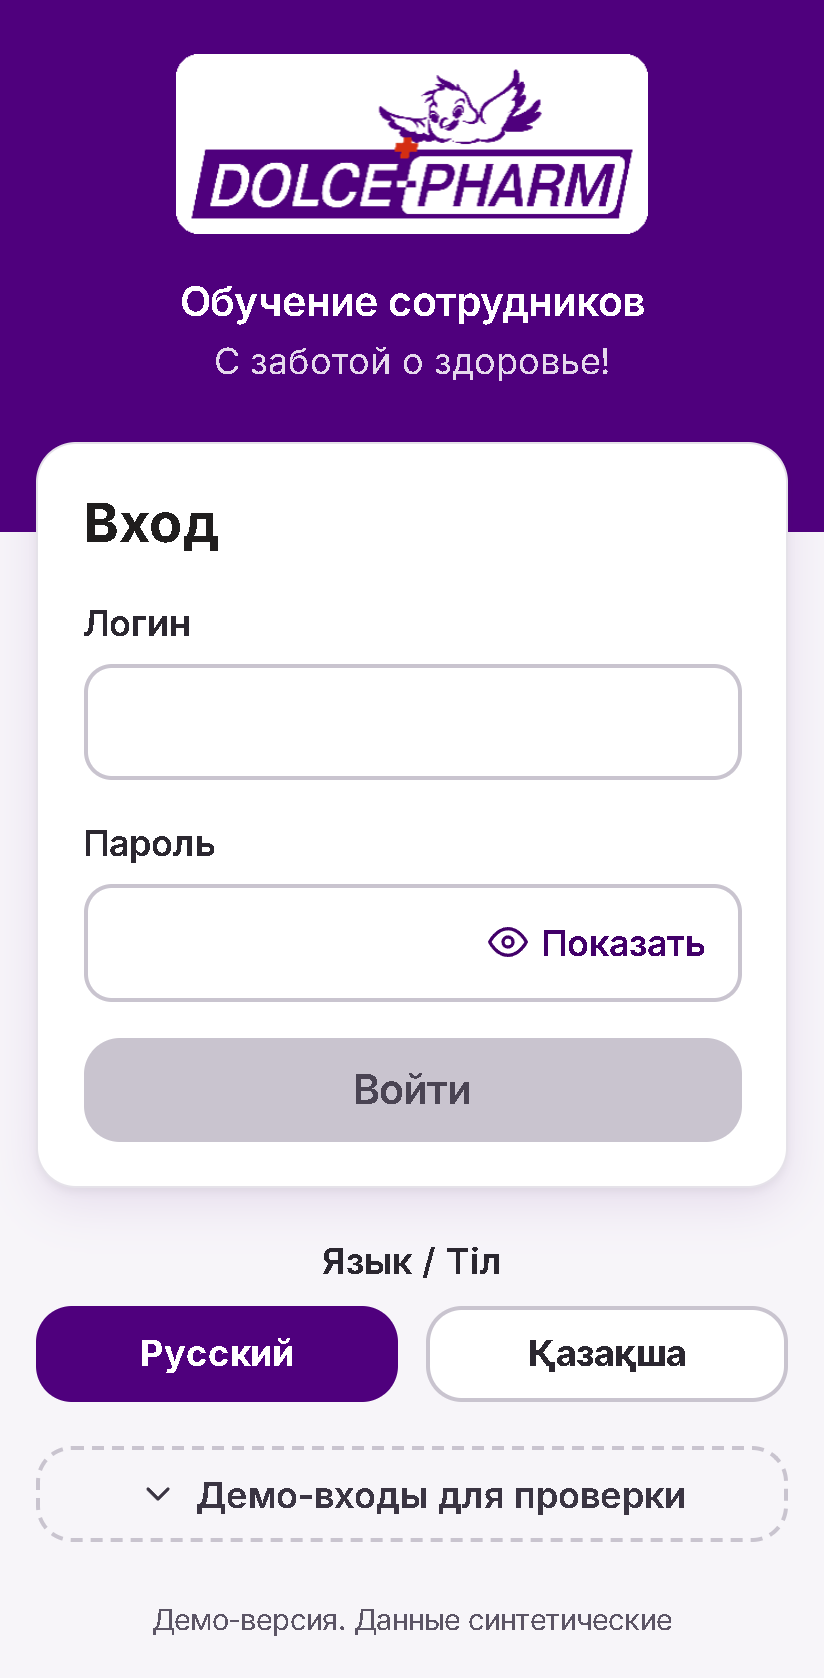 DOLCE-PHARM
Обучение сотрудников
С заботой о здоровье!
Вход
Логин
Пароль
Показать
Войти
Язык / Тіл
Русский
Қазақша
Демо-входы для проверки
Демо-версия. Данные синтетические